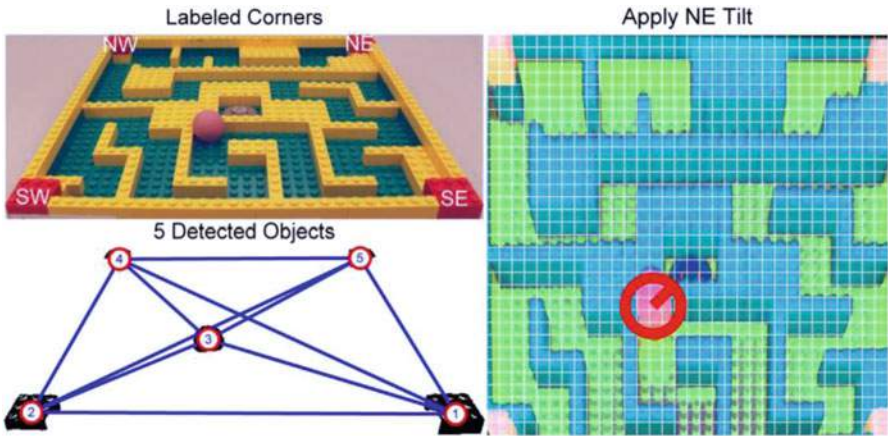 Labeled Corners
NW
NE
SW
SE
5 Detected Objects
4
5
3
2
1
Apply NE Tilt